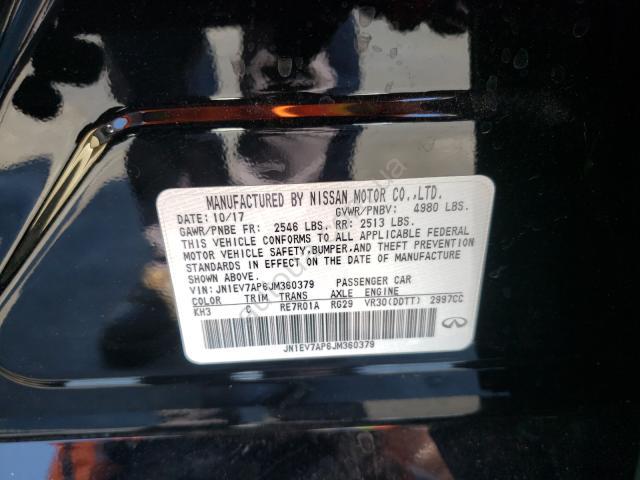 MANUFACTURED BY NISSAN MOTOR CO.,LTD.
DATE: 10/17 GVWR/PNBV: 4980 LBS.
GAWR/PNBE FR: 2546 LBS. RR: 2513 LBS.
THIS VEHICLE CONFORMS TO ALL APPLICABLE FEDERAL
MOTOR VEHICLE SAFETY,BUMPER,AND THEFT PREVENTION
STANDARDS IN EFFECT ON THE DATE OF MANUFACTURE
SHOWN ABOVE.
VIN: JN1EV7AP6JM360379 PASSENGER CAR
COLOR TRIM TRANS AXLE ENGINE
KH3 C RE7R01A RG29 VR30(DDTT) 2997CC
JN1EV7AP6JM360379